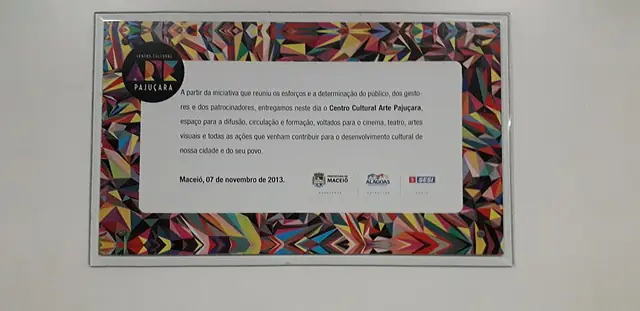 CENTRO CULTURAL
ARTE
PAJUÇARA
A partir da iniciativa que reuniu os esforços e a determinação do público, dos gesto-
res e dos patrocinadores, entregamos neste dia o Centro Cultural Arte Pajuçara,
espaço para a difusão, circulação e formação, voltados para o cinema, teatro, artes
visuais e todas as ações que venham contribuir para o desenvolvimento cultural de
nossa cidade e do seu povo.
Maceió, 07 de novembro de 2013.
PREFEITURA DE
MACEIÓ
ALAGOAS
SESI